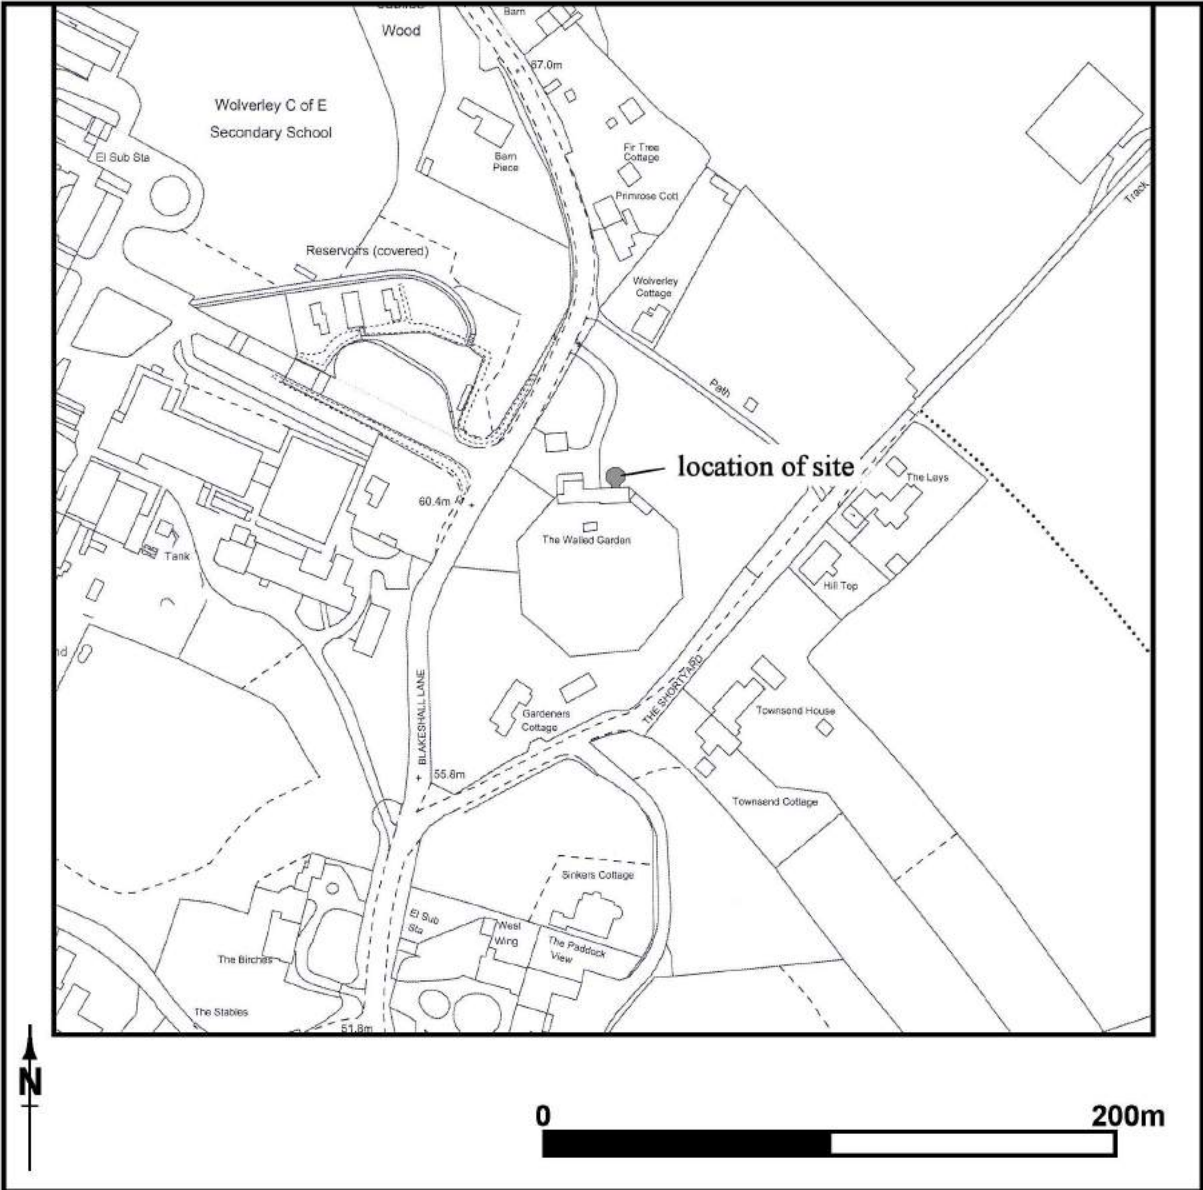 Wood
Barn
67.0m
Wolverley C of E
Secondary School
El Sub Sta
Barn
Piece
Fir Tree
Cottage
Primrose Cott
Track
Reservoirs (covered)
Wolverley
Cottage
Path
location of site
The Leys
60.4m
The Walled Garden
Tank
Hill Top
BLAKESHALL LANE
THE SHORTYARD
Gardeners
Cottage
Townsend House
55.8m
Townsend Cottage
Sinkers Cottage
El Sub
Sta
West
Wing
The Paddock
View
The Birches
The Stables
51.8m
N
0
200m